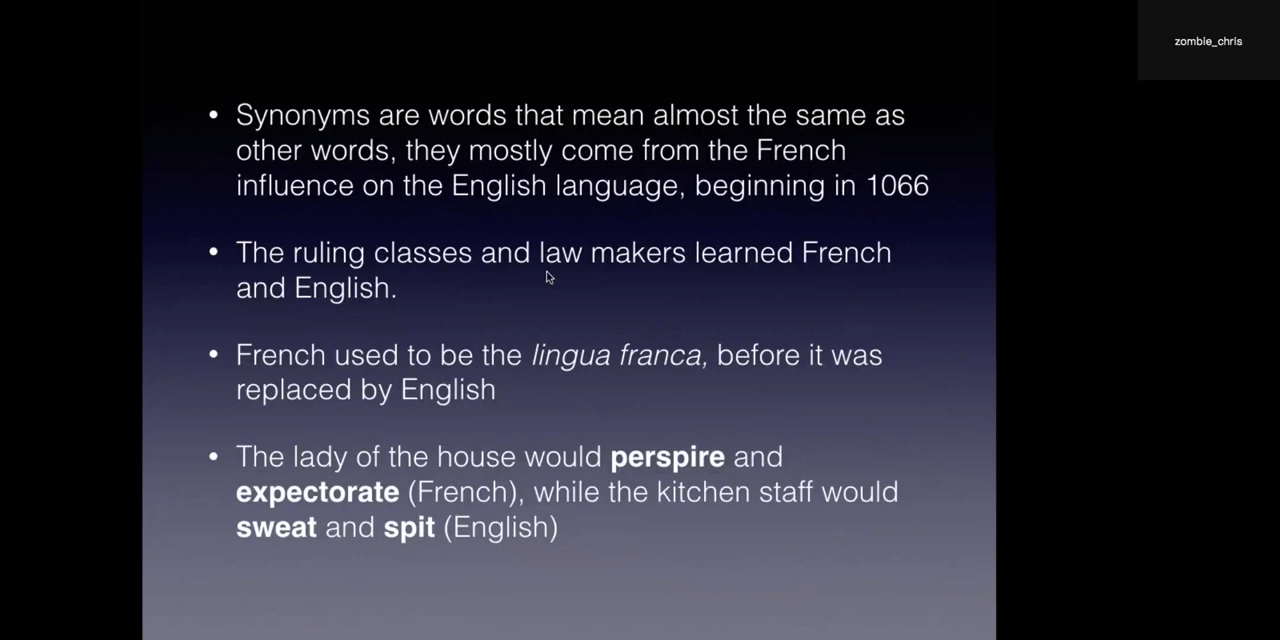 zombie_chris
• Synonyms are words that mean almost the same as
other words, they mostly come from the French
influence on the English language, beginning in 1066
• The ruling classes and law makers learned French
and English.
• French used to be the lingua franca, before it was
replaced by English
• The lady of the house would perspire and
expectorate (French), while the kitchen staff would
sweat and spit (English)